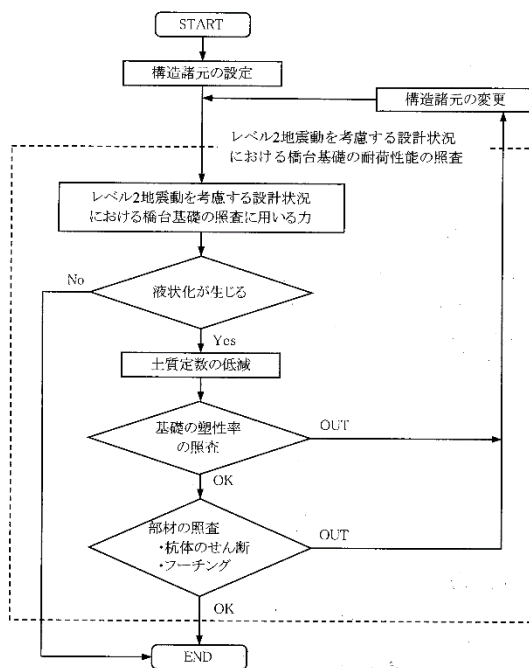 START
構造諸元の設定
構造諸元の変更
レベル2地震動を考慮する設計状況
における橋台基礎の耐荷性能の照査
レベル2地震動を考慮する設計状況
における橋台基礎の照査に用いる力
No
液状化が生じる
Yes
土質定数の低減
基礎の塑性率
の照査
OUT
OK
部材の照査
・杭体のせん断
・フーチング
OUT
OK
END